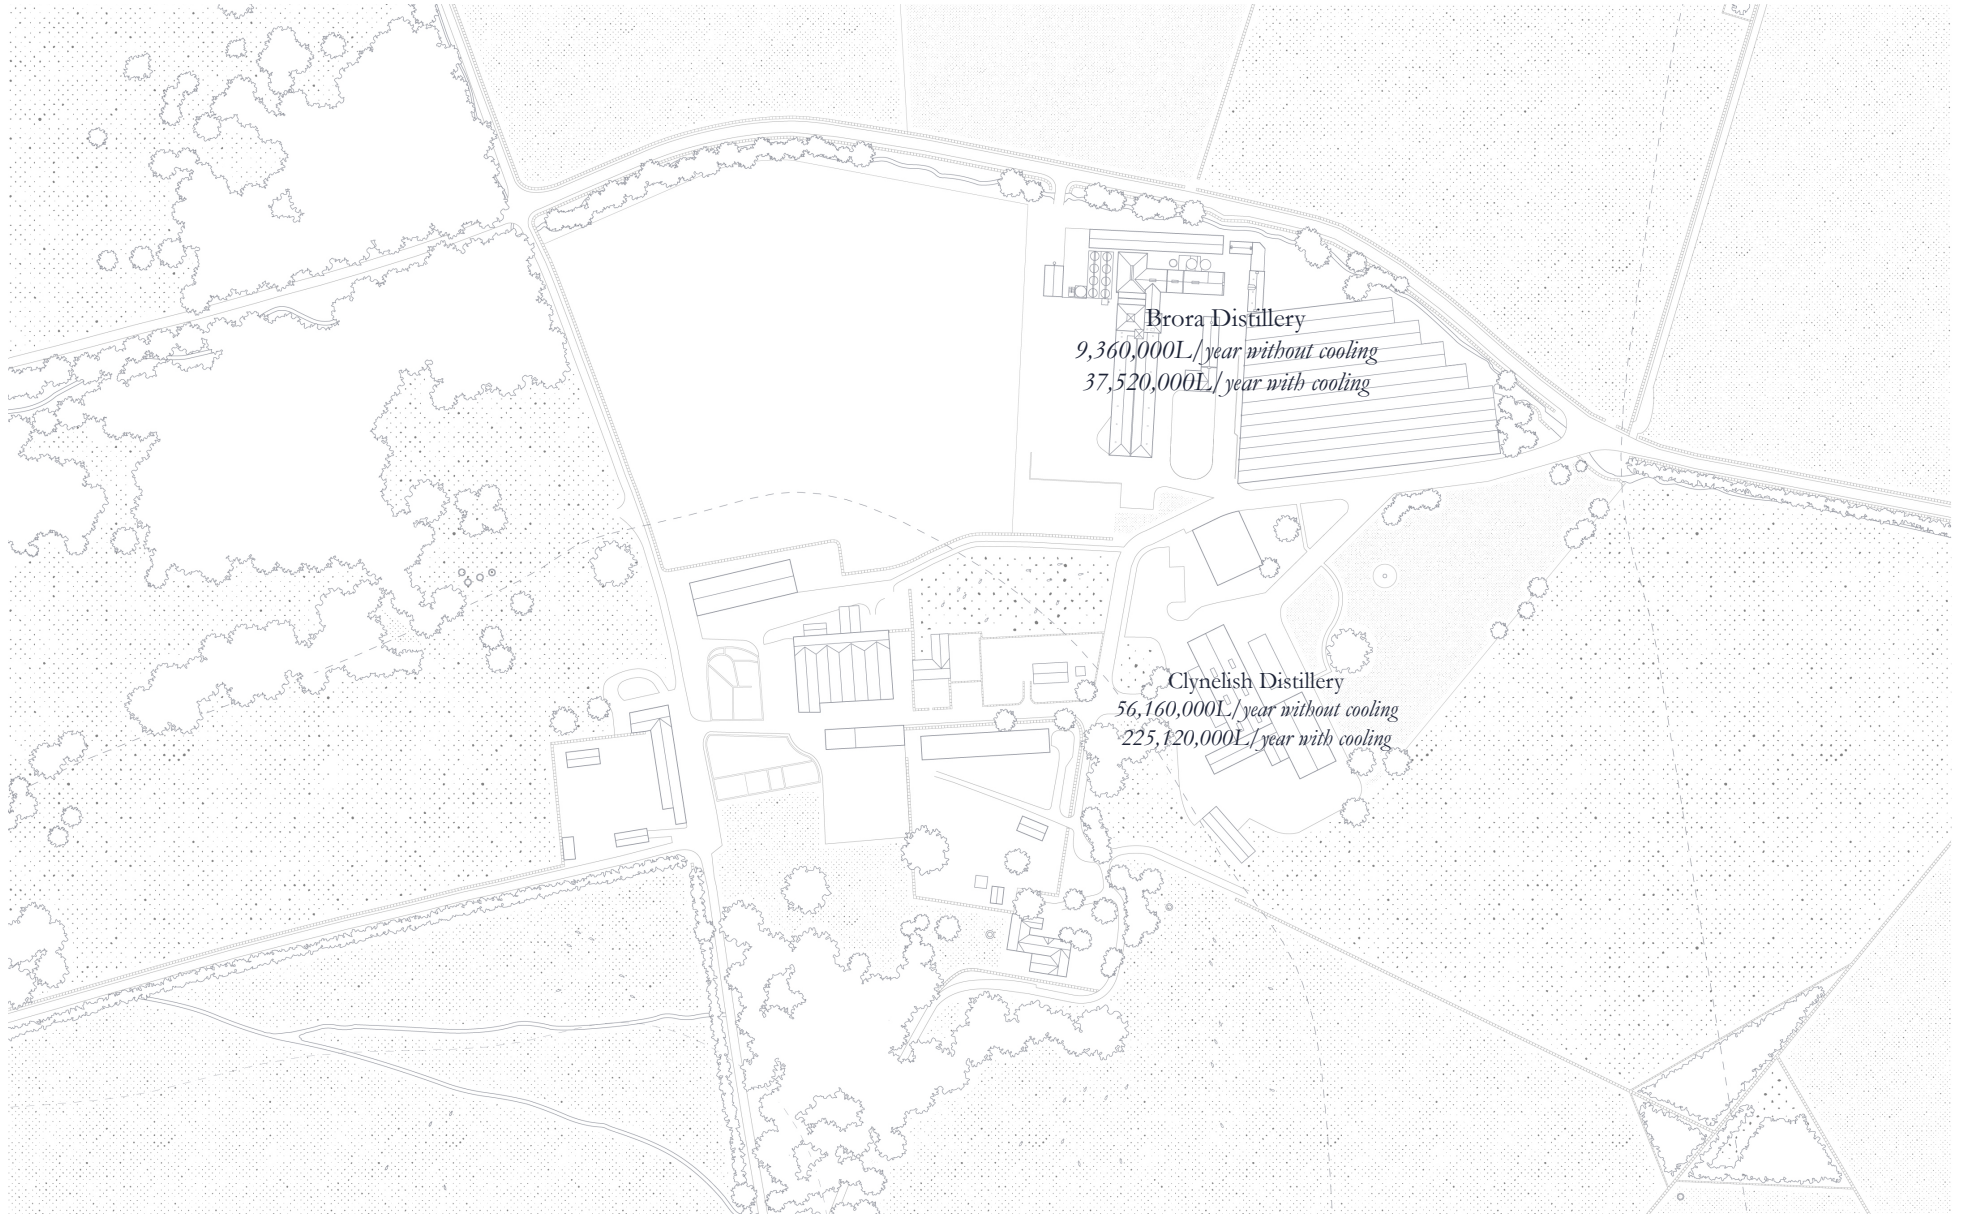 Brora Distillery
9,360,000L/year without cooling
37,520,000L/year with cooling
Clynelish Distillery
56,160,000L/year without cooling
225,120,000L/year with cooling